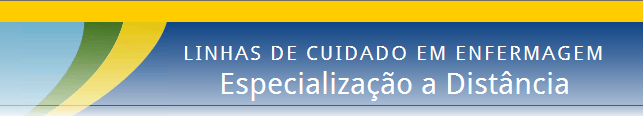 LINHAS DE CUIDADO EM ENFERMAGEM
Especialização a Distância